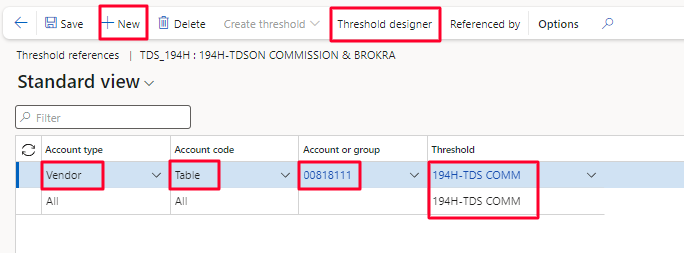 Save New Delete Create threshold Threshold designer Referenced by Options
Threshold references | TDS_194H : 194H-TDSON COMMISSION & BROKRA
Standard view
Filter
Account type Account code Account or group Threshold
Vendor Table 00818111 194H-TDS COMM
All All 194H-TDS COMM